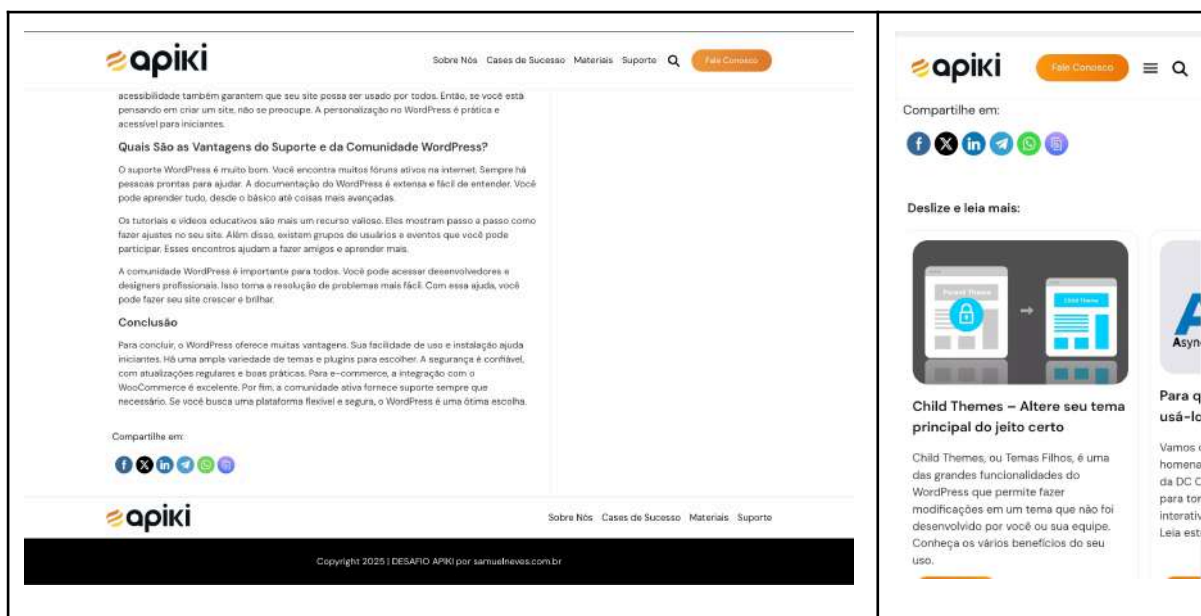 apiki
Sobre Nós Cases de Sucesso Materiais Suporte Fale Conosco
acessibilidade também garantem que seu site possa ser usado por todos. Então, se você está
pensando em criar um site, não se preocupe. A personalização no WordPress é prática e
acessível para iniciantes.
Quais São as Vantagens do Suporte e da Comunidade WordPress?
O suporte WordPress é muito bom. Você encontra muitos fóruns ativos na internet. Sempre há
pessoas prontas para ajudar. A documentação do WordPress é extensa e fácil de entender. Você
pode aprender tudo, desde o básico até coisas mais avançadas.
Os tutoriais e vídeos educativos são mais um recurso valioso. Eles mostram passo a passo como
fazer ajustes no seu site. Além disso, existem grupos de usuários e eventos que você pode
participar. Esses encontros ajudam a fazer amigos e aprender mais.
A comunidade WordPress é importante para todos. Você pode acessar desenvolvedores e
designers profissionais. Isso torna a resolução de problemas mais fácil. Com essa ajuda, você
pode fazer seu site crescer e brilhar.
Conclusão
Para concluir, o WordPress oferece muitas vantagens. Sua facilidade de uso e instalação ajuda
iniciantes. Há uma ampla variedade de temas e plugins para escolher. A segurança é confiável,
com atualizações regulares e boas práticas. Para e-commerce, a integração com o
WooCommerce é excelente. Por fim, a comunidade ativa fornece suporte sempre que
necessário. Se você busca uma plataforma flexível e segura, o WordPress é uma ótima escolha.
Compartilhe em:
apiki
Sobre Nós Cases de Sucesso Materiais Suporte
Copyright 2025 | DESAFIO APIKI por samuelneves.com.br
apiki
Fale Conosco
Compartilhe em:
Deslize e leia mais:
Parent Theme
Child Theme
Child Themes – Altere seu tema
principal do jeito certo
Child Themes, ou Temas Filhos, é uma
das grandes funcionalidades do
WordPress que permite fazer
modificações em um tema que não foi
desenvolvido por você ou sua equipe.
Conheça os vários benefícios do seu
uso.
A
Asyn
Para q
usá-lo
Vamos
homena
da DC C
para tor
interativ
Leia est